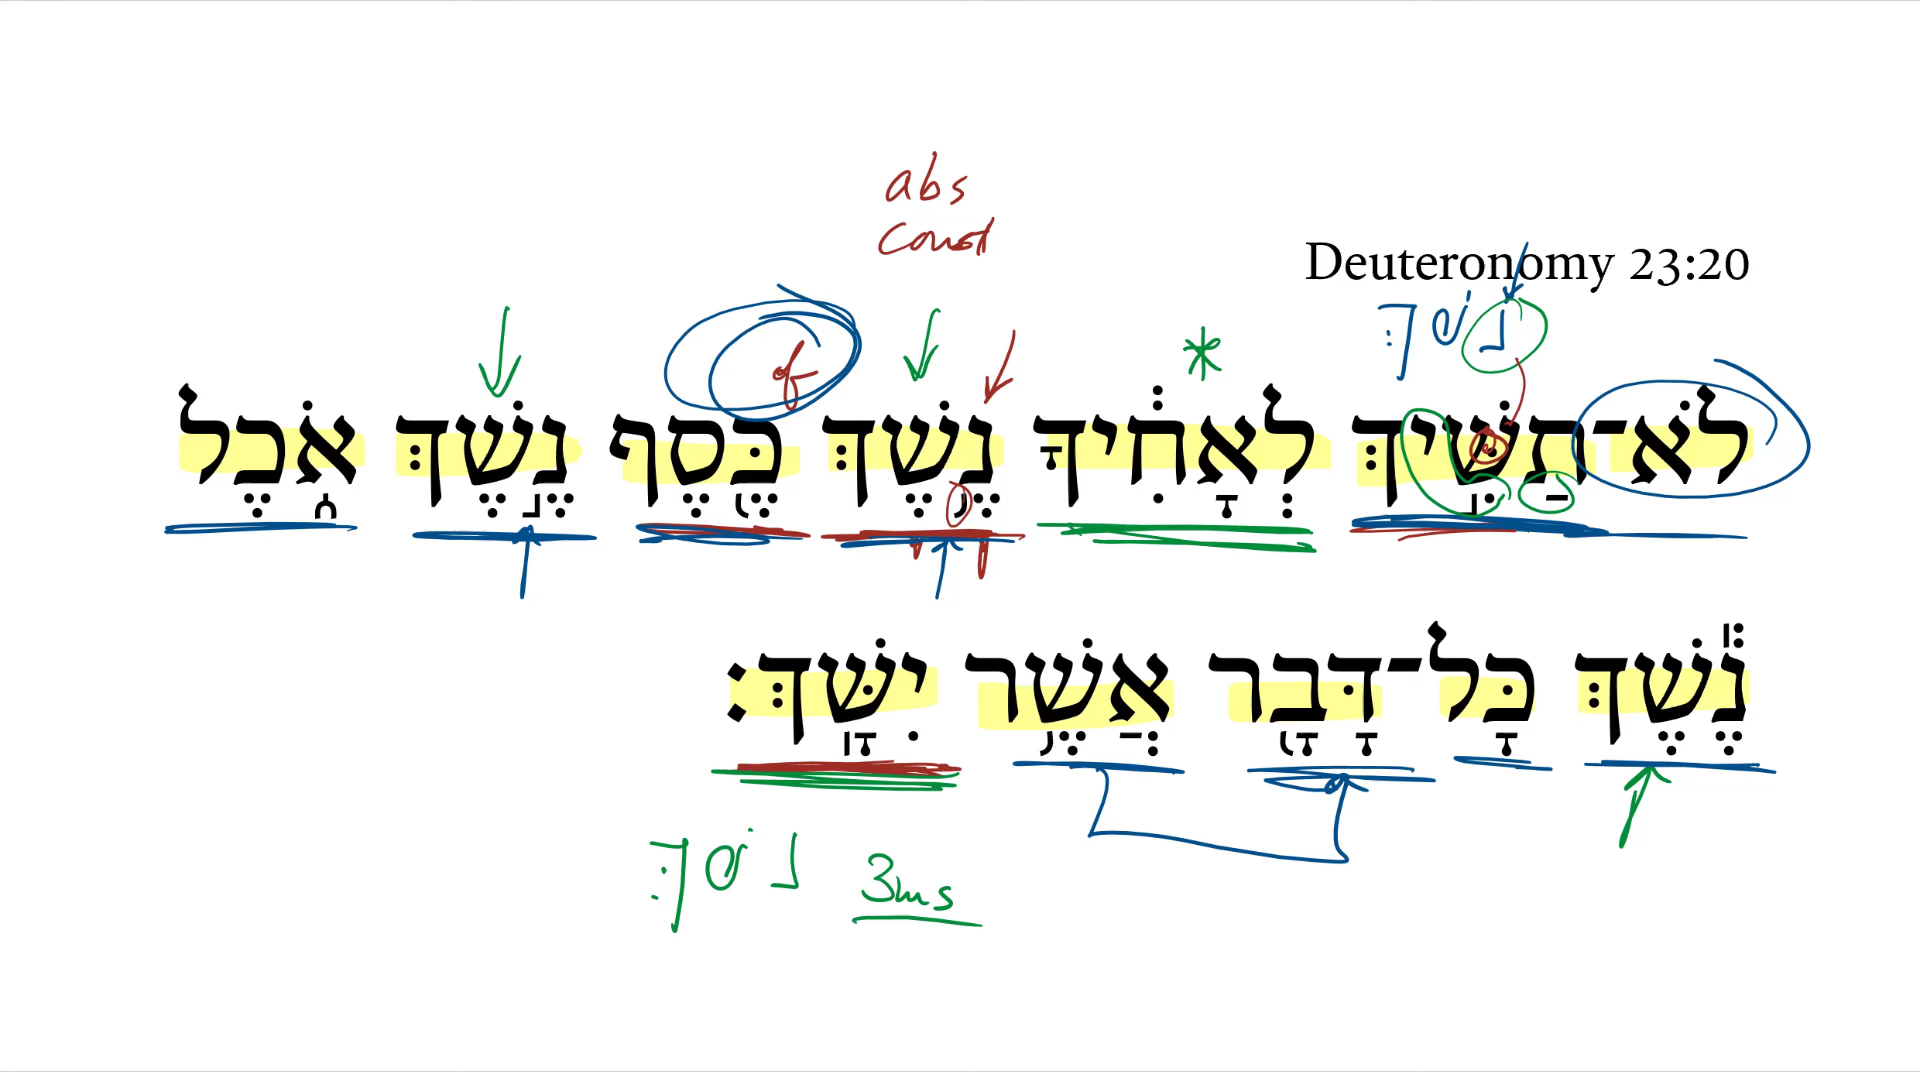 abs
const
Deuteronomy 23:20
נ שׁ ךְ
of
לֹא־תַשִּׁ֣יךְ לְאָחִ֔יךָ נֶ֥שֶׁךְ כֶּ֖סֶף נֶ֣שֶׁךְ אֹ֑כֶל
נֶ֕שֶׁךְ כָּל־דָּבָ֖ר אֲשֶׁ֥ר יִשָּֽׁךְ׃
נ שׁ ךְ 3ms